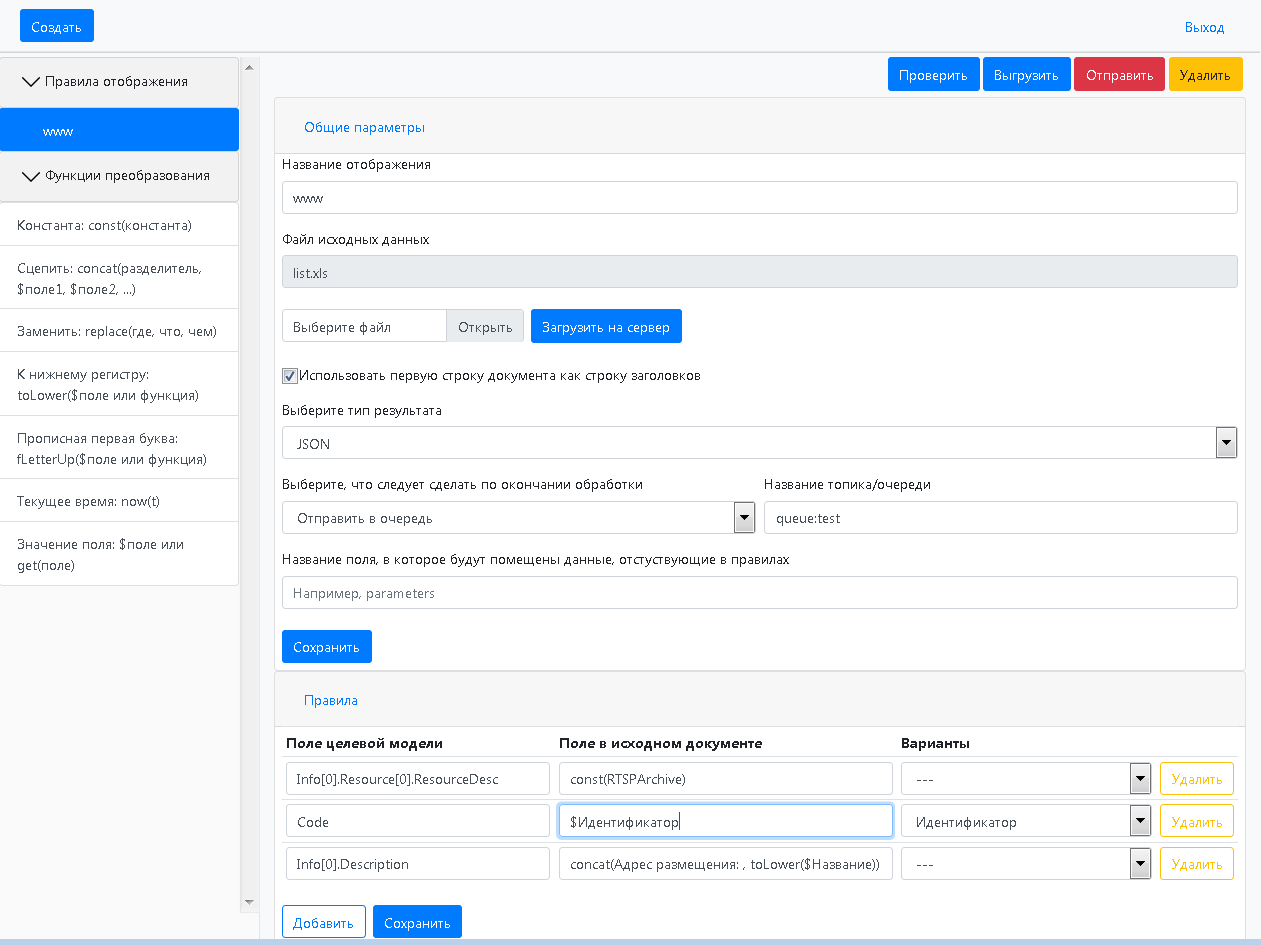 Создать
Выход
Правила отображения
www
Функции преобразования
Константа: const(константа)
Сцепить: concat(разделитель,
$поле1, $поле2, ...)
Заменить: replace(где, что, чем)
К нижнему регистру:
toLower($поле или функция)
Прописная первая буква:
fLetterUp($поле или функция)
Текущее время: now(t)
Значение поля: $поле или
get(поле)
Проверить Выгрузить Отправить Удалить
Общие параметры
Название отображения
www
Файл исходных данных
list.xls
Выберите файл Открыть Загрузить на сервер
Использовать первую строку документа как строку заголовков
Выберите тип результата
JSON
Выберите, что следует сделать по окончании обработки Название топика/очереди
Отправить в очередь queue:test
Название поля, в которое будут помещены данные, отстуствующие в правилах
Например, parameters
Сохранить
Правила
Поле целевой модели Поле в исходном документе Варианты
Info[0].Resource[0].ResourceDesc const(RTSPArchive) --- Удалить
Code $Идентификатор Идентификатор Удалить
Info[0].Description concat(Адрес размещения: , toLower($Название)) --- Удалить
Добавить Сохранить